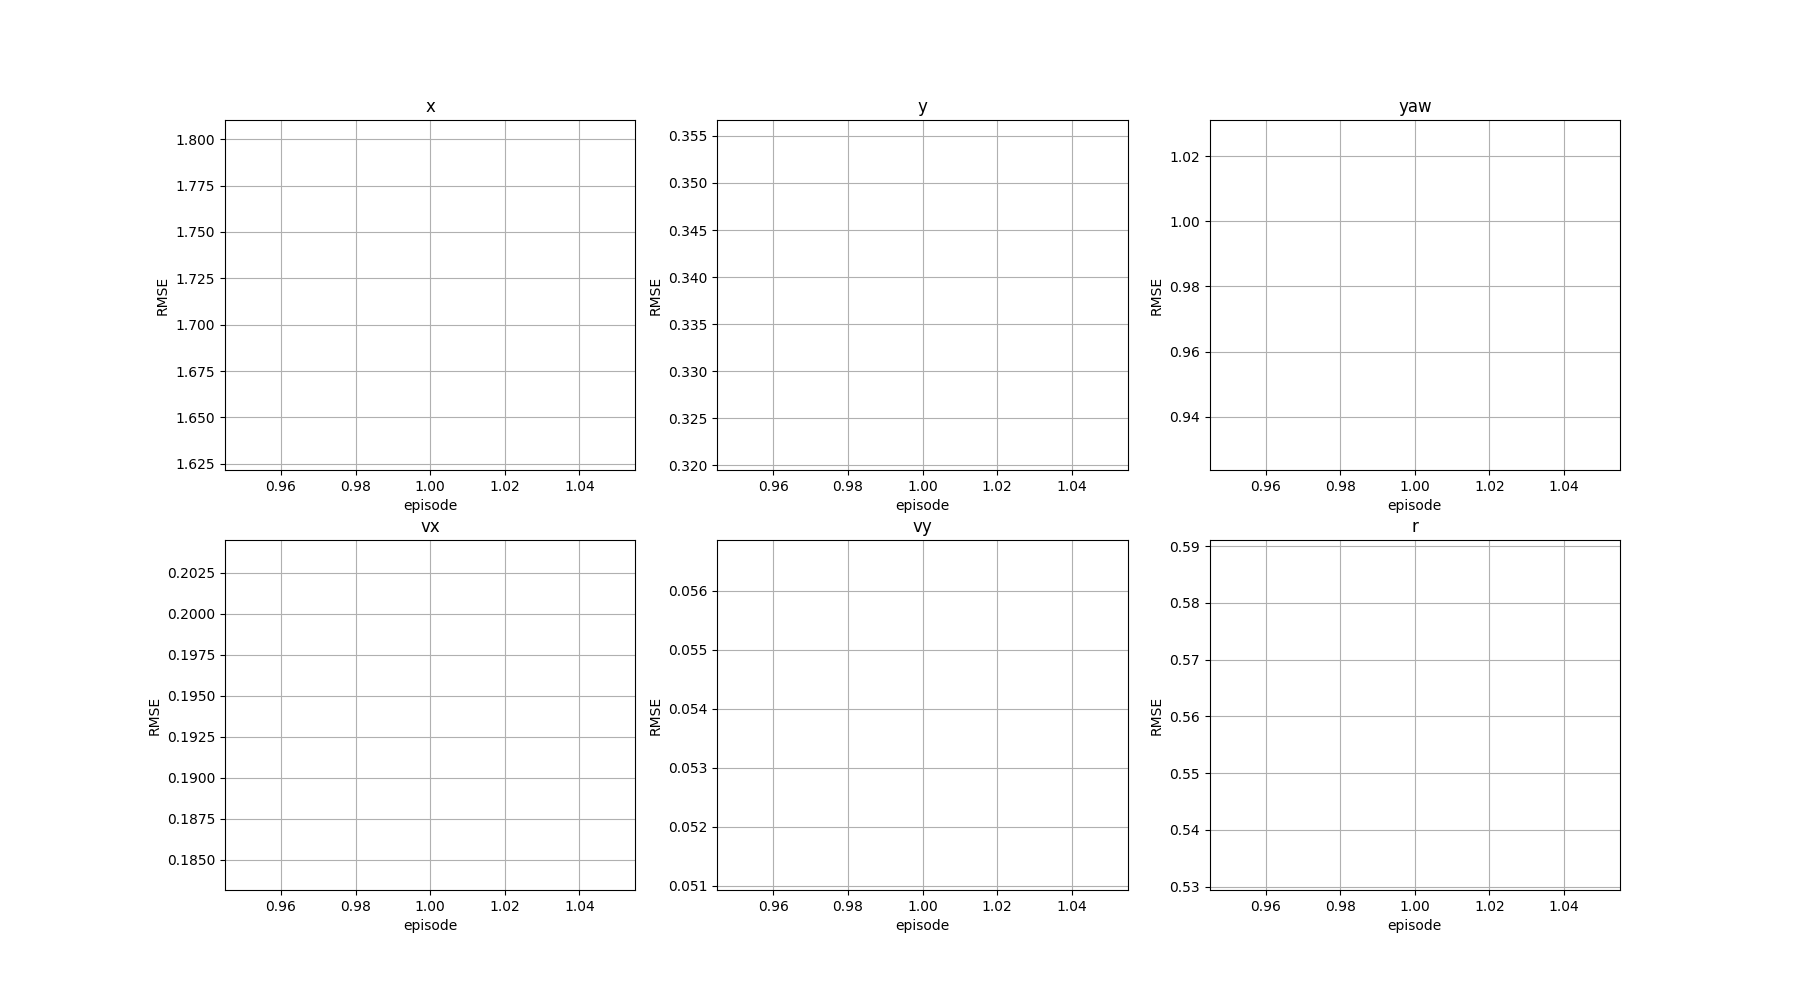 x
1.800
1.775
1.750
1.725
1.700
1.675
1.650
1.625
RMSE
0.96 0.98 1.00 1.02 1.04
episode
y
0.355
0.350
0.345
0.340
0.335
0.330
0.325
0.320
RMSE
0.96 0.98 1.00 1.02 1.04
episode
yaw
1.02
1.00
0.98
0.96
0.94
RMSE
0.96 0.98 1.00 1.02 1.04
episode
vx
0.2025
0.2000
0.1975
0.1950
0.1925
0.1900
0.1875
0.1850
RMSE
0.96 0.98 1.00 1.02 1.04
episode
vy
0.056
0.055
0.054
0.053
0.052
0.051
RMSE
0.96 0.98 1.00 1.02 1.04
episode
r
0.59
0.58
0.57
0.56
0.55
0.54
0.53
RMSE
0.96 0.98 1.00 1.02 1.04
episode